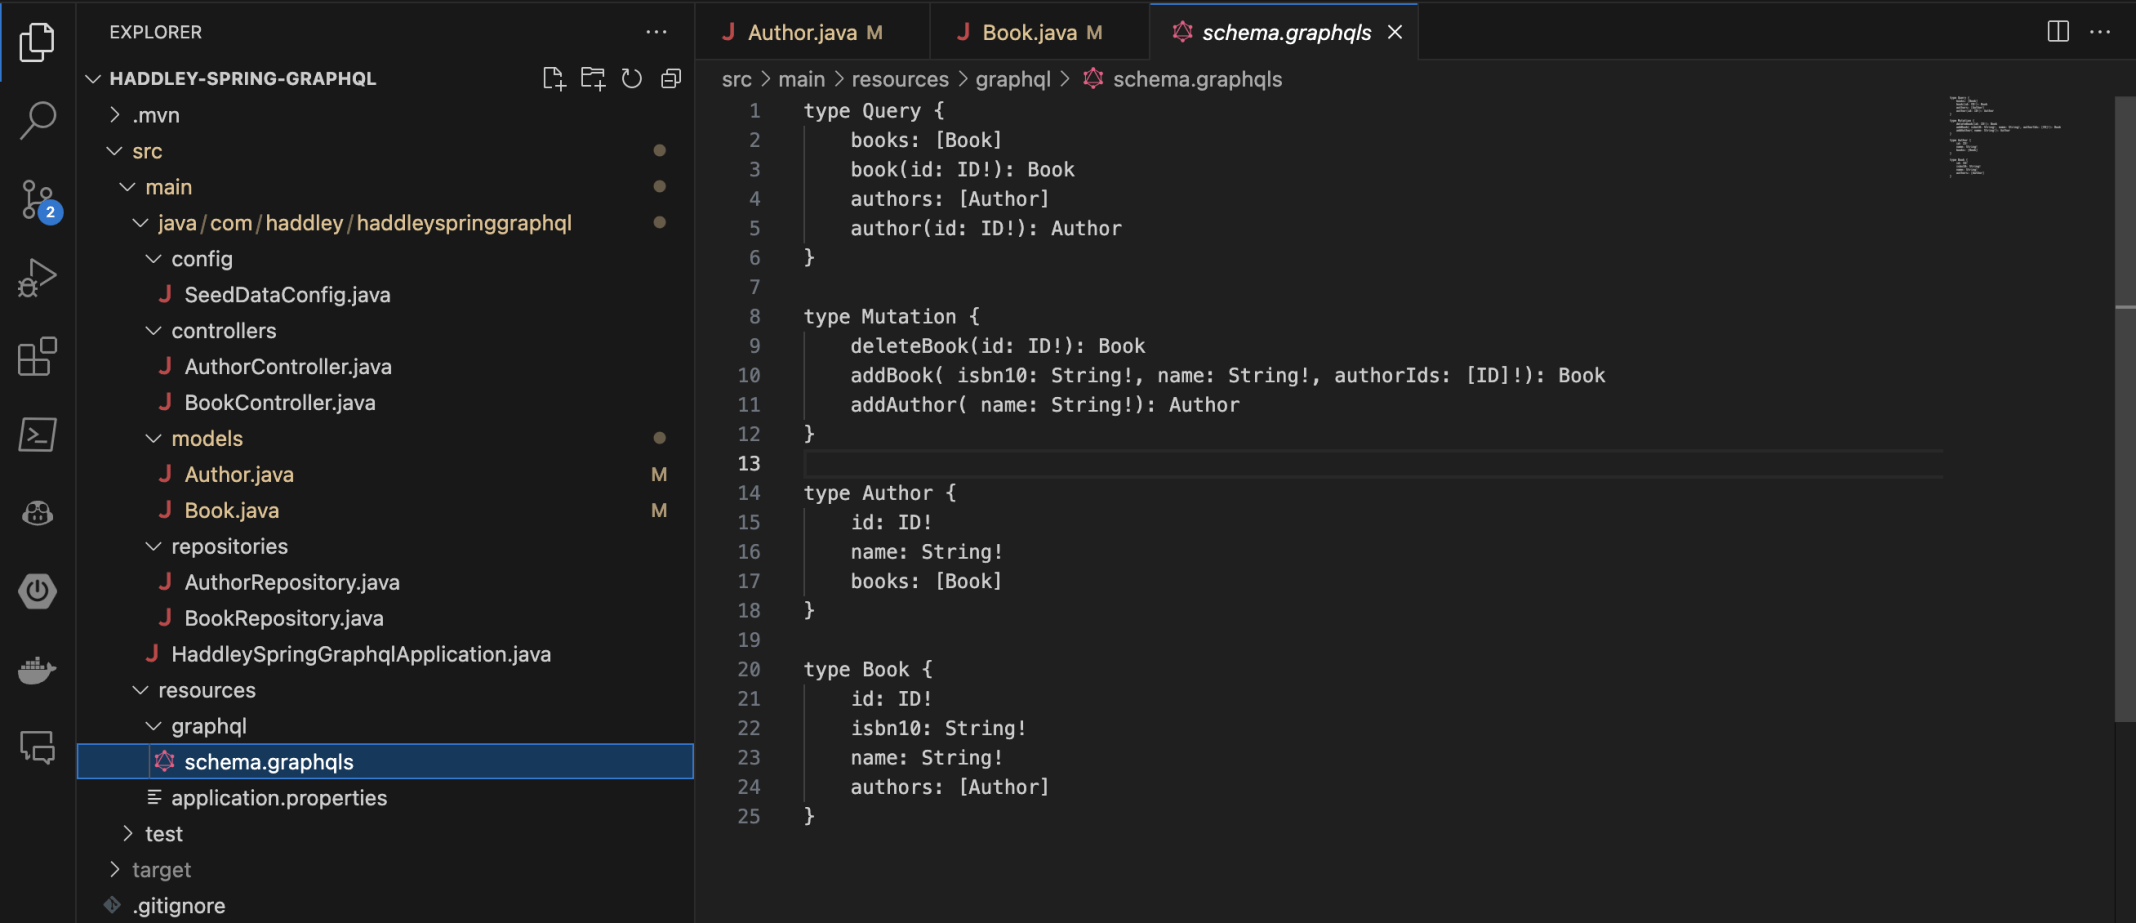 EXPLORER
HADDLEY-SPRING-GRAPHQL
.mvn
src
main
java/com/haddley/haddleyspringgraphql
config
J SeedDataConfig.java
controllers
J AuthorController.java
J BookController.java
models
J Author.java M
J Book.java M
repositories
J AuthorRepository.java
J BookRepository.java
J HaddleySpringGraphqlApplication.java
resources
graphql
schema.graphqls
application.properties
test
target
.gitignore
2
J Author.java M
J Book.java M
schema.graphqls
src > main > resources > graphql > schema.graphqls
1 type Query {
2 books: [Book]
3 book(id: ID!): Book
4 authors: [Author]
5 author(id: ID!): Author
6 }
7
8 type Mutation {
9 deleteBook(id: ID!): Book
10 addBook( isbn10: String!, name: String!, authorIds: [ID]!): Book
11 addAuthor( name: String!): Author
12 }
13
14 type Author {
15 id: ID!
16 name: String!
17 books: [Book]
18 }
19
20 type Book {
21 id: ID!
22 isbn10: String!
23 name: String!
24 authors: [Author]
25 }